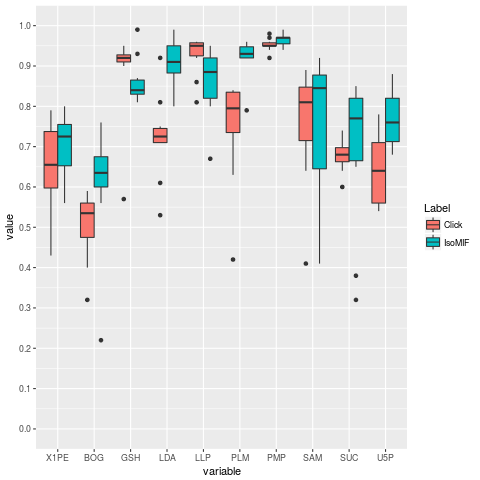 1.0
0.9
0.8
0.7
0.6
0.5
0.4
0.3
0.2
0.1
0.0
value
X1PE BOG GSH LDA LLP PLM PMP SAM SUC U5P
variable
Label
Click
IsoMIF